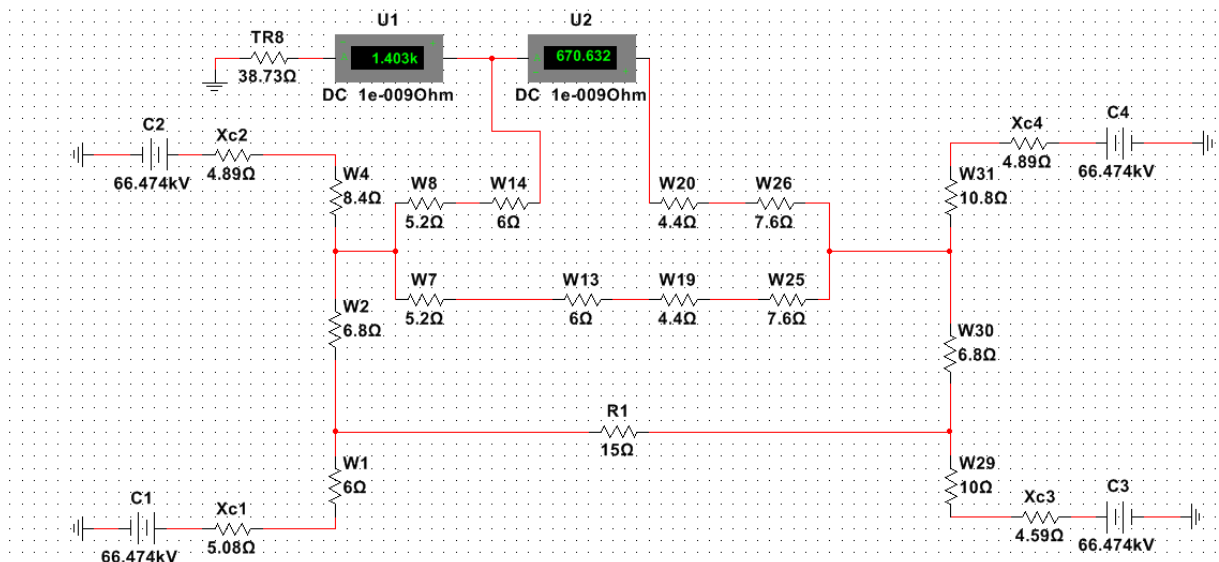 U1
U2
TR8
1.403k
670.632
38.73Ω
DC 1e-009Ohm
DC 1e-009Ohm
C2
Xc2
66.474kV
4.89Ω
C4
Xc4
4.89Ω
66.474kV
W4
8.4Ω
W8
5.2Ω
W14
6Ω
W20
4.4Ω
W26
7.6Ω
W31
10.8Ω
W7
5.2Ω
W13
6Ω
W19
4.4Ω
W25
7.6Ω
W2
6.8Ω
W30
6.8Ω
R1
15Ω
W1
6Ω
W29
10Ω
C1
Xc1
66.474kV
5.08Ω
Xc3
C3
4.59Ω
66.474kV